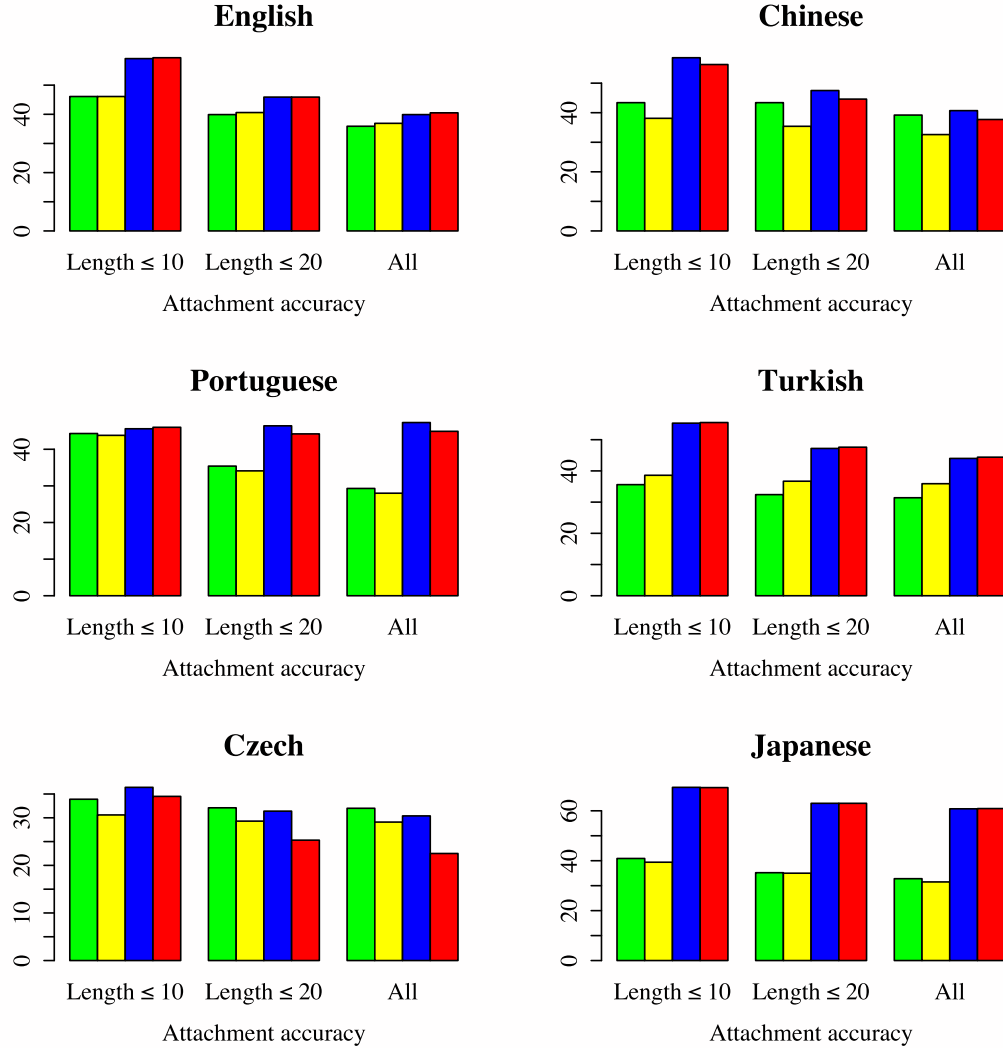 English
0 20 40
Length ≤ 10 Length ≤ 20 All
Attachment accuracy
Chinese
0 20 40
Length ≤ 10 Length ≤ 20 All
Attachment accuracy
Portuguese
0 20 40
Length ≤ 10 Length ≤ 20 All
Attachment accuracy
Turkish
0 20 40
Length ≤ 10 Length ≤ 20 All
Attachment accuracy
Czech
0 10 20 30
Length ≤ 10 Length ≤ 20 All
Attachment accuracy
Japanese
0 20 40 60
Length ≤ 10 Length ≤ 20 All
Attachment accuracy